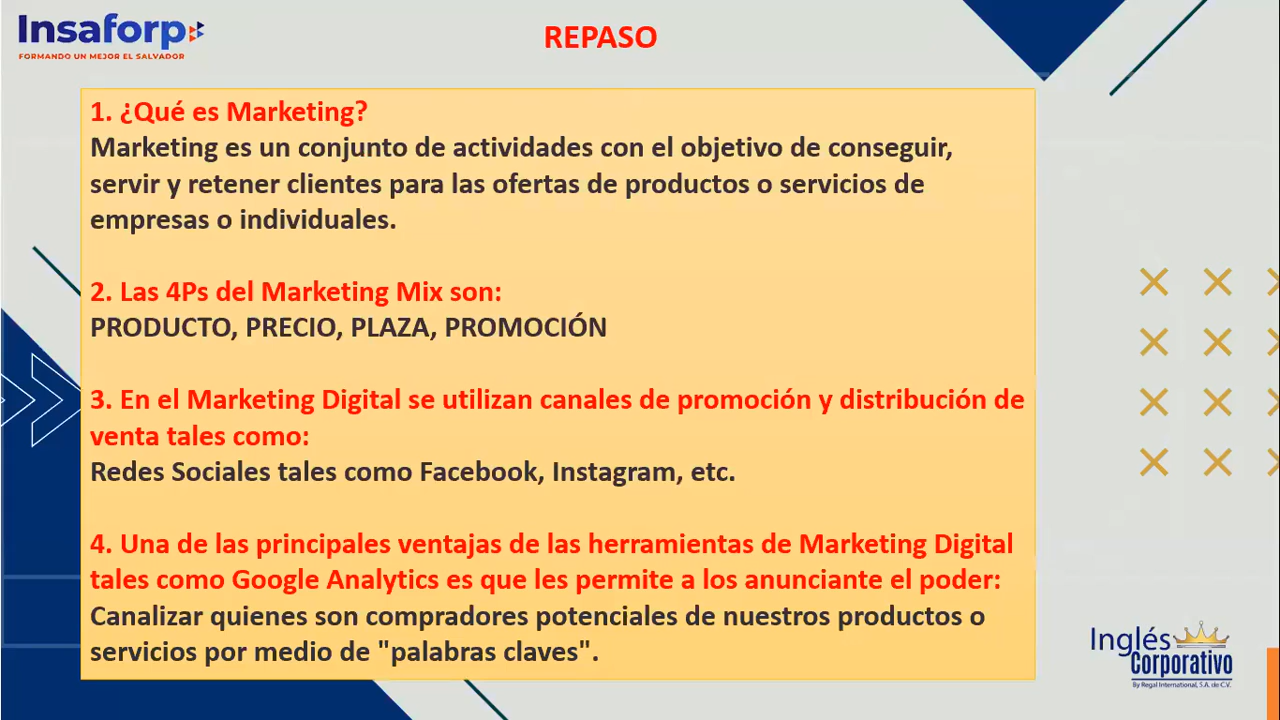 Insaforp
FORMANDO UN MEJOR EL SALVADOR
REPASO
1. ¿Qué es Marketing?
Marketing es un conjunto de actividades con el objetivo de conseguir,
servir y retener clientes para las ofertas de productos o servicios de
empresas o individuales.
2. Las 4Ps del Marketing Mix son:
PRODUCTO, PRECIO, PLAZA, PROMOCIÓN
3. En el Marketing Digital se utilizan canales de promoción y distribución de
venta tales como:
Redes Sociales tales como Facebook, Instagram, etc.
4. Una de las principales ventajas de las herramientas de Marketing Digital
tales como Google Analytics es que les permite a los anunciante el poder:
Canalizar quienes son compradores potenciales de nuestros productos o
servicios por medio de "palabras claves".
Inglés
Corporativo
By Regal International, S.A. de C.V.